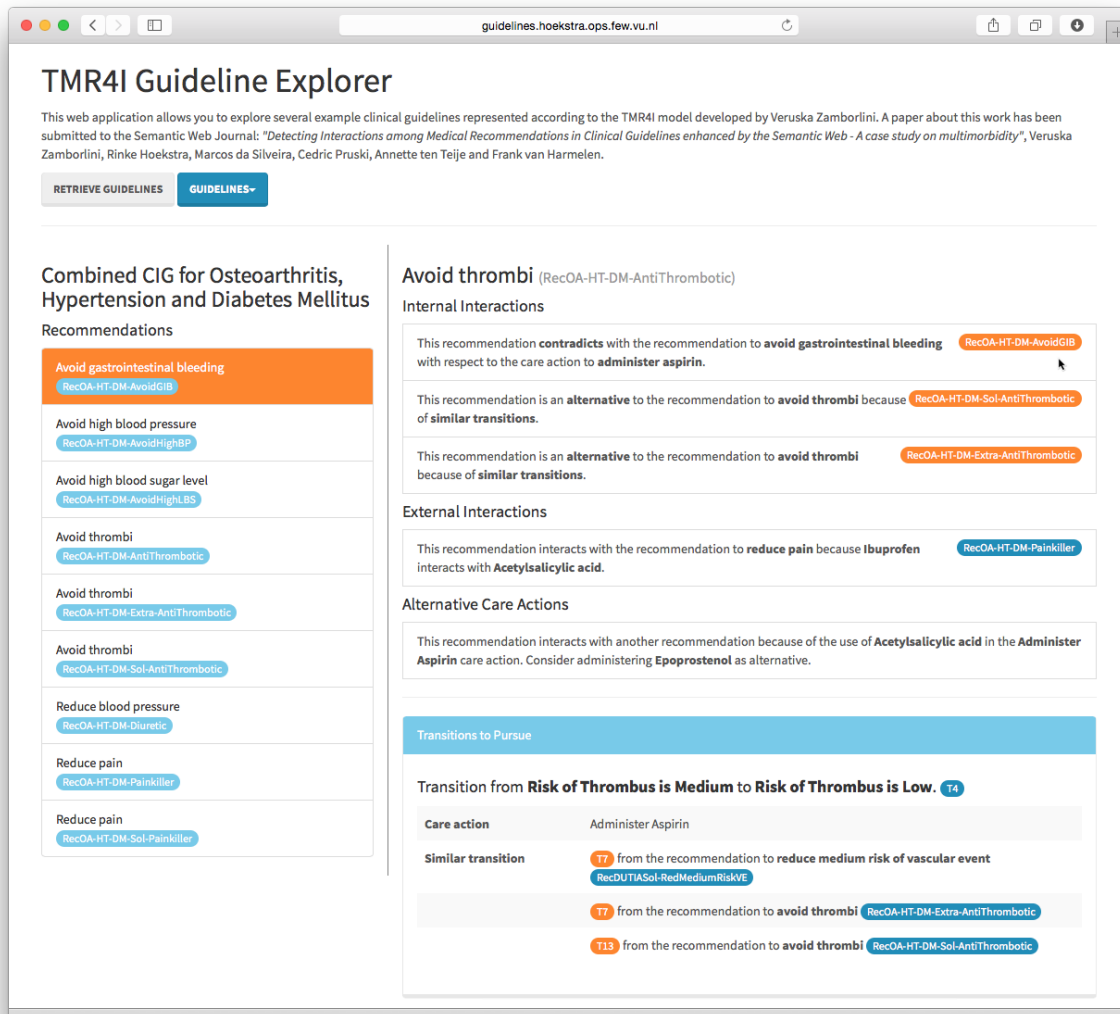 guidelines.hoekstra.ops.few.vu.nl
TMR4I Guideline Explorer
This web application allows you to explore several example clinical guidelines represented according to the TMR4I model developed by Veruska Zamborlini. A paper about this work has been
submitted to the Semantic Web Journal: "Detecting Interactions among Medical Recommendations in Clinical Guidelines enhanced by the Semantic Web - A case study on multimorbidity", Veruska
Zamborlini, Rinke Hoekstra, Marcos da Silveira, Cedric Pruski, Annette ten Teije and Frank van Harmelen.
RETRIEVE GUIDELINES
GUIDELINES
Combined CIG for Osteoarthritis,
Hypertension and Diabetes Mellitus
Recommendations
Avoid gastrointestinal bleeding
RecOA-HT-DM-AvoidGIB
Avoid high blood pressure
RecOA-HT-DM-AvoidHighBP
Avoid high blood sugar level
RecOA-HT-DM-AvoidHighLBS
Avoid thrombi
RecOA-HT-DM-AntiThrombotic
Avoid thrombi
RecOA-HT-DM-Extra-AntiThrombotic
Avoid thrombi
RecOA-HT-DM-Sol-AntiThrombotic
Reduce blood pressure
RecOA-HT-DM-Diuretic
Reduce pain
RecOA-HT-DM-Painkiller
Reduce pain
RecOA-HT-DM-Sol-Painkiller
Avoid thrombi (RecOA-HT-DM-AntiThrombotic)
Internal Interactions
This recommendation contradicts with the recommendation to avoid gastrointestinal bleeding RecOA-HT-DM-AvoidGIB
with respect to the care action to administer aspirin.
This recommendation is an alternative to the recommendation to avoid thrombi because RecOA-HT-DM-Sol-AntiThrombotic
of similar transitions.
This recommendation is an alternative to the recommendation to avoid thrombi RecOA-HT-DM-Extra-AntiThrombotic
because of similar transitions.
External Interactions
This recommendation interacts with the recommendation to reduce pain because Ibuprofen RecOA-HT-DM-Painkiller
interacts with Acetylsalicylic acid.
Alternative Care Actions
This recommendation interacts with another recommendation because of the use of Acetylsalicylic acid in the Administer
Aspirin care action. Consider administering Epoprostenol as alternative.
Transitions to Pursue
Transition from Risk of Thrombus is Medium to Risk of Thrombus is Low. T4
Care action Administer Aspirin
Similar transition T7 from the recommendation to reduce medium risk of vascular event
RecDUTIASol-RedMediumRiskVE
T7 from the recommendation to avoid thrombi RecOA-HT-DM-Extra-AntiThrombotic
T13 from the recommendation to avoid thrombi RecOA-HT-DM-Sol-AntiThrombotic